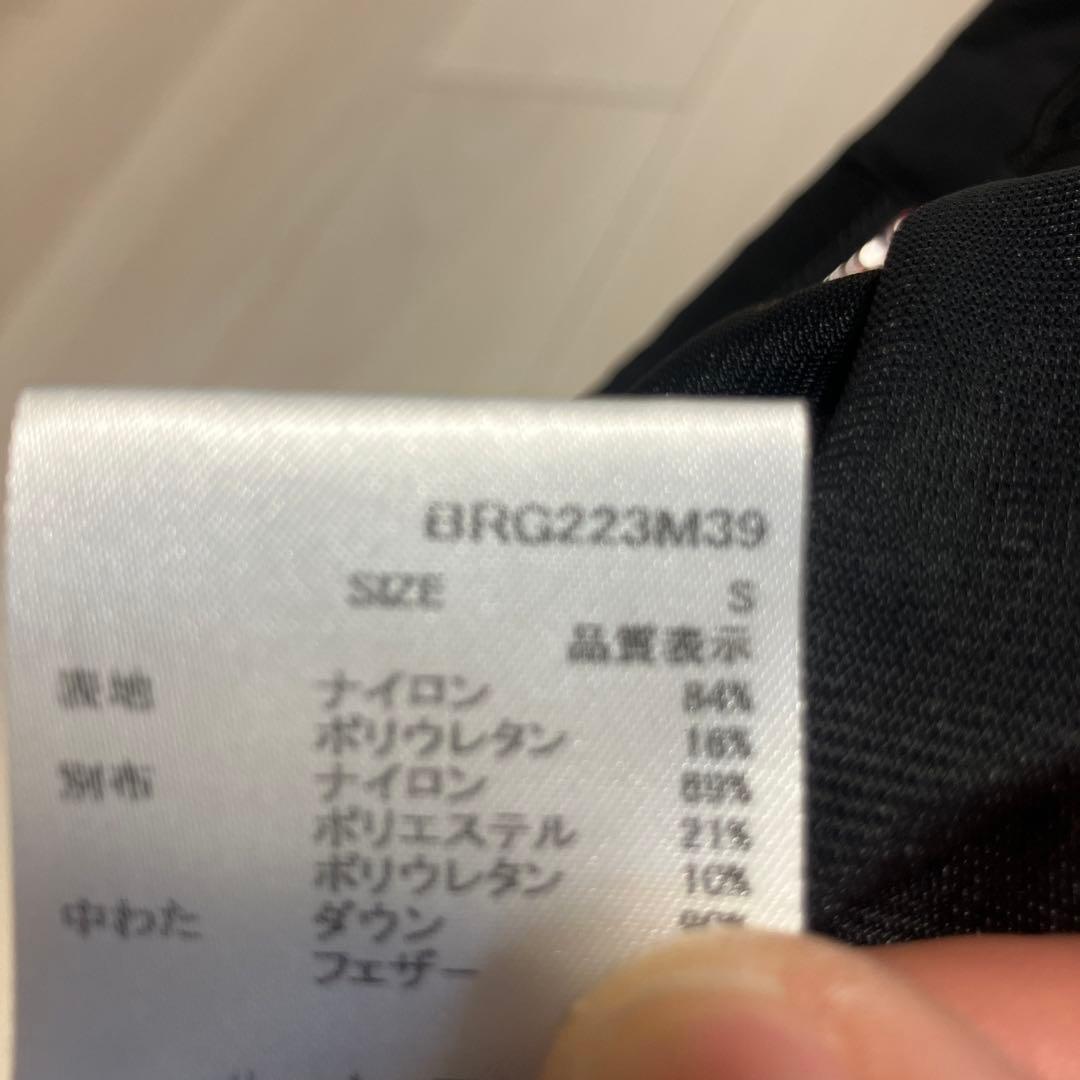 BRG223M39
SIZE S
品質表示
表地 ナイロン 84%
ポリウレタン 16%
別布 ナイロン 69%
ポリエステル 21%
ポリウレタン 10%
中わた ダウン
フェザー